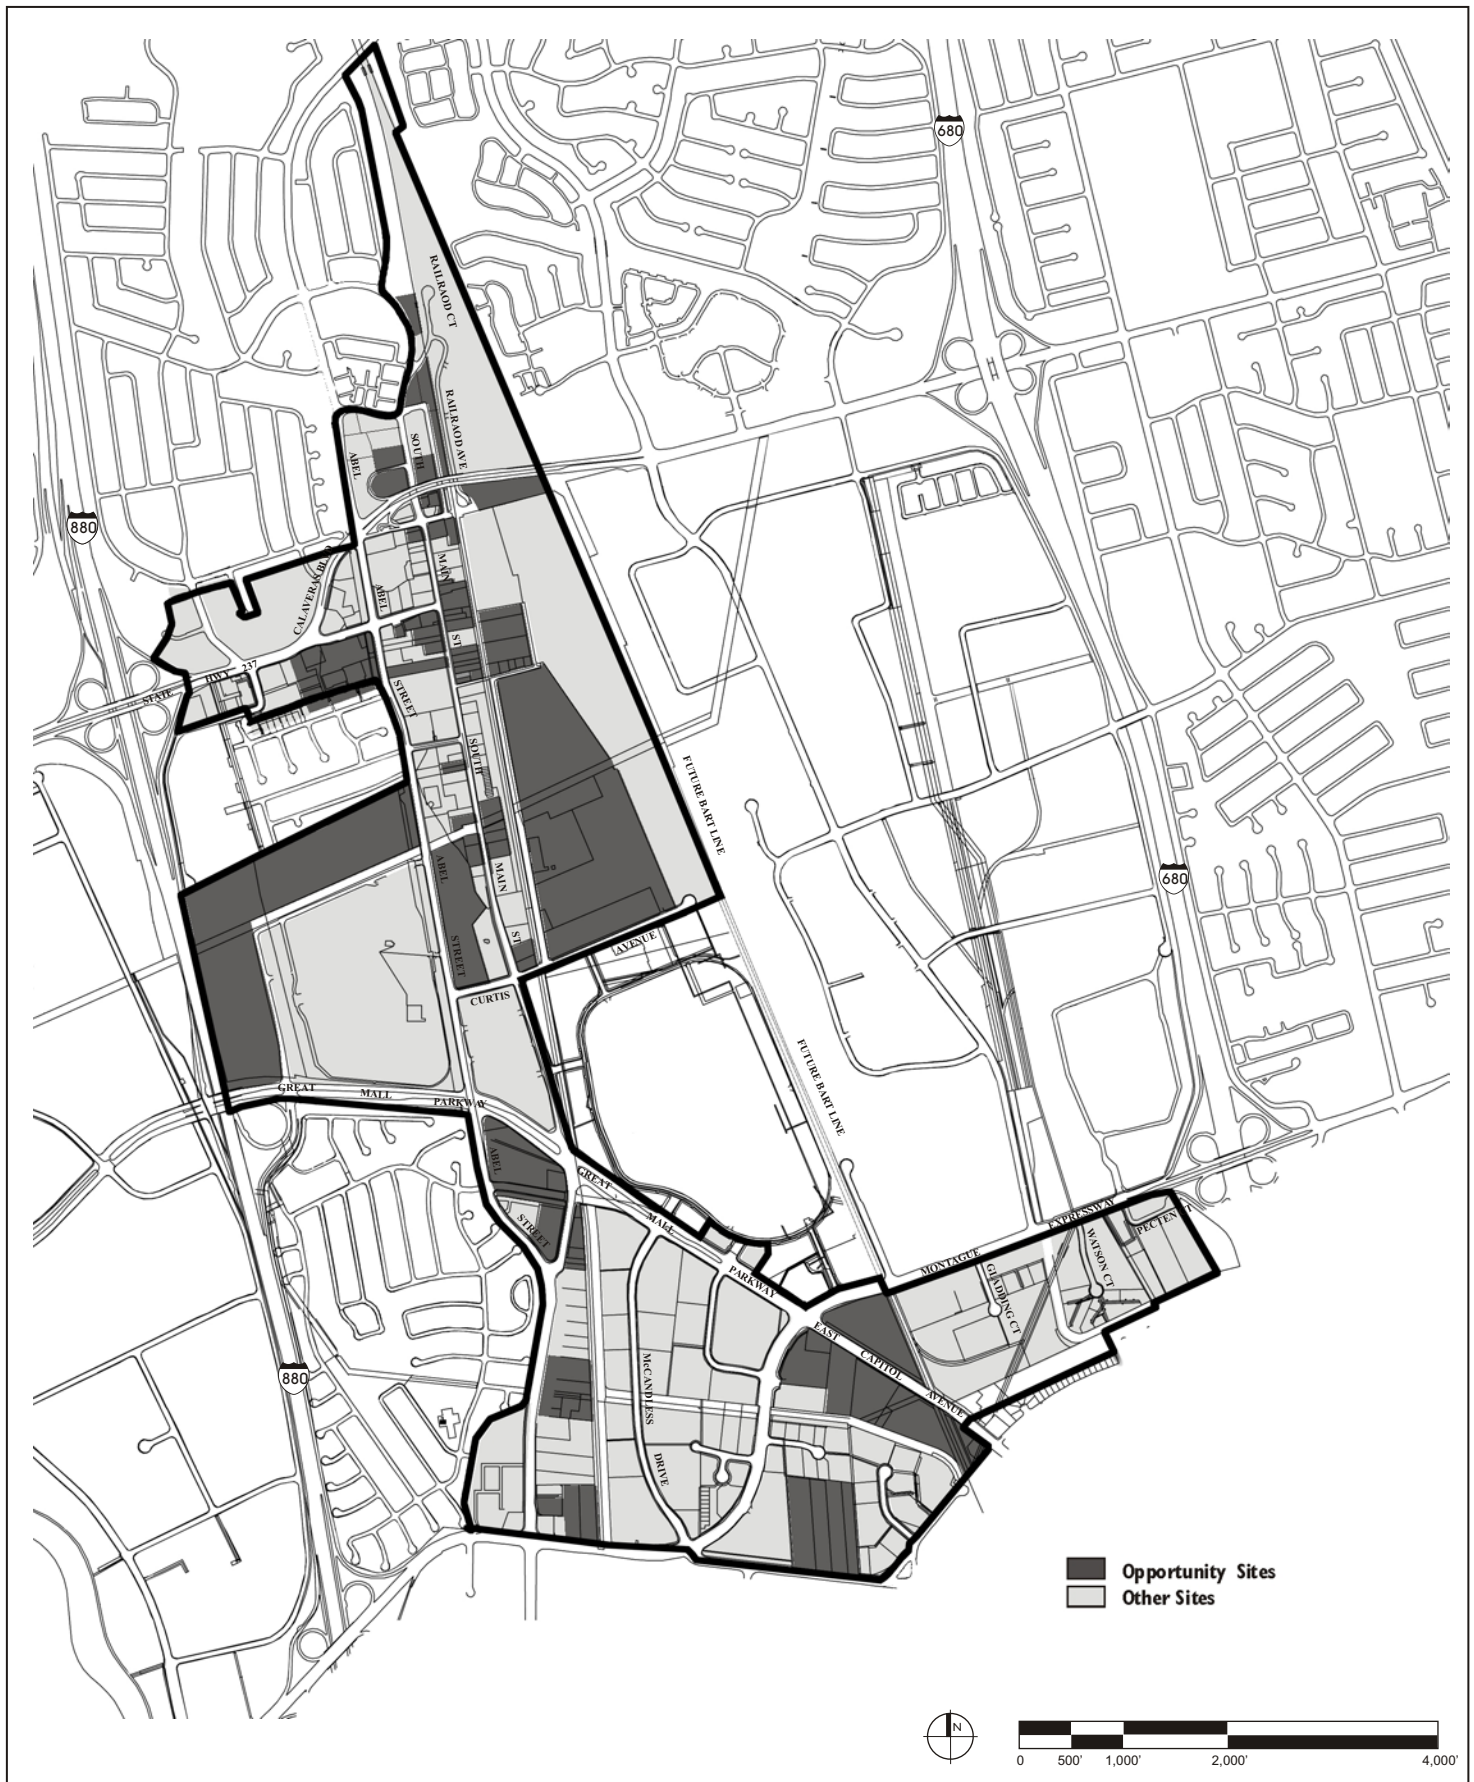 680
RAILRAOD CT
RAILRAOD AVE
SOUTH
ABEL
880
CALAVERAS BLVD
MAIN
ABEL
ST
STATE HWY 237
STREET
SOUTH
FUTURE BART LINE
ABEL
MAIN
680
STREET
ST
AVENUE
CURTIS
FUTURE BART LINE
GREAT MALL PARKWAY
ABEL
GREAT
STREET
MALL
PARKWAY
MONTAGUE EXPRESSWAY
PECTEN CT
WATSON CT
GLADDING CT
EAST
CAPITOL
AVENUE
880
McCANDLESS
DRIVE
Opportunity Sites
Other Sites
N
0 500' 1,000' 2,000' 4,000'